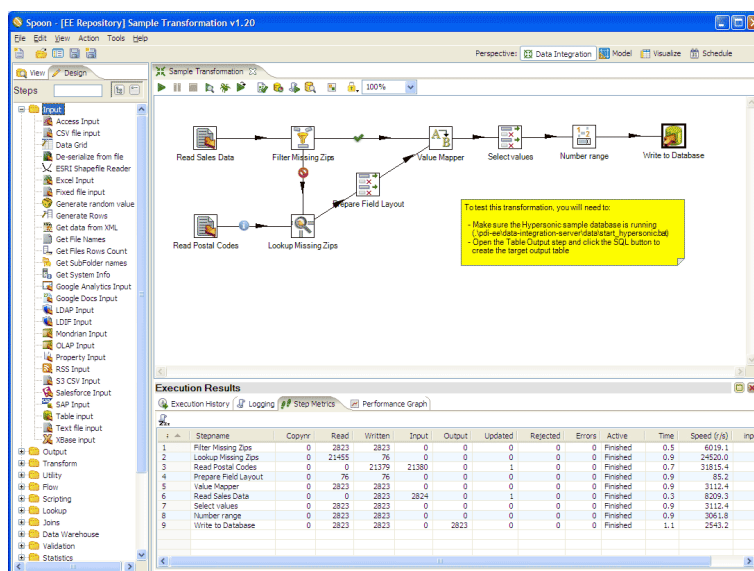 Spoon - [EE Repository] Sample Transformation v1.20
File Edit View Action Tools Help
Perspective: Data Integration Model Visualize Schedule
View Design
Steps
Input
Access Input
CSV file input
Data Grid
De-serialize from file
ESRI Shapefile Reader
Excel Input
Fixed file input
Generate random value
Generate Rows
Get data from XML
Get File Names
Get Files Rows Count
Get SubFolder names
Get System Info
Google Analytics Input
Google Docs Input
LDAP Input
LDIF Input
Mondrian Input
OLAP Input
Property Input
RSS Input
S3 CSV Input
Salesforce Input
SAP Input
Table input
Text file input
XBase input
Output
Transform
Utility
Flow
Scripting
Lookup
Joins
Data Warehouse
Validation
Statistics
Sample Transformation
100%
Read Sales Data
Filter Missing Zips
Value Mapper
Select values
Number range
Write to Database
Prepare Field Layout
Read Postal Codes
Lookup Missing Zips
To test this transformation, you will need to:
- Make sure the Hypersonic sample database is running
(.\pdi-ee\data-integration-server\data\start_hypersonic.bat)
- Open the Table Output step and click the SQL button to
create the target output table
Execution Results
Execution History Logging Step Metrics Performance Graph
Stepname Copynr Read Written Input Output Updated Rejected Errors Active Time Speed (r/s) inp
1 Filter Missing Zips 0 2823 2823 0 0 0 0 0 Finished 0.5 6019.1
2 Lookup Missing Zips 0 21455 76 0 0 0 0 0 Finished 0.9 24520.0
3 Read Postal Codes 0 0 21379 21380 0 1 0 0 Finished 0.7 31815.4
4 Prepare Field Layout 0 76 76 0 0 0 0 0 Finished 0.9 85.2
5 Value Mapper 0 2823 2823 0 0 0 0 0 Finished 0.9 3112.4
6 Read Sales Data 0 0 2823 2824 0 1 0 0 Finished 0.3 8209.3
7 Select values 0 2823 2823 0 0 0 0 0 Finished 0.9 3112.4
8 Number range 0 2823 2823 0 0 0 0 0 Finished 0.9 3061.8
9 Write to Database 0 2823 2823 0 2823 0 0 0 Finished 1.1 2543.2